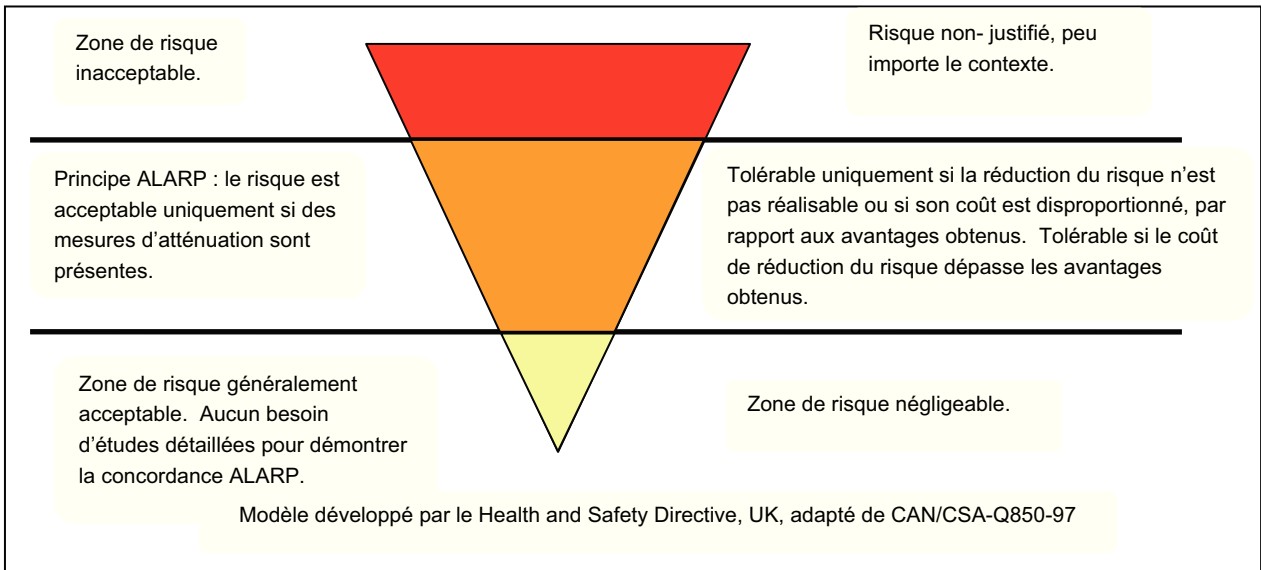 Zone de risque
inacceptable.
Risque non- justifié, peu
importe le contexte.
Principe ALARP : le risque est
acceptable uniquement si des
mesures d’atténuation sont
présentes.
Tolérable uniquement si la réduction du risque n’est
pas réalisable ou si son coût est disproportionné, par
rapport aux avantages obtenus.  Tolérable si le coût
de réduction du risque dépasse les avantages
obtenus.
Zone de risque généralement
acceptable.  Aucun besoin
d’études détaillées pour démontrer
la concordance ALARP.
Zone de risque négligeable.
Modèle développé par le Health and Safety Directive, UK, adapté de CAN/CSA-Q850-97